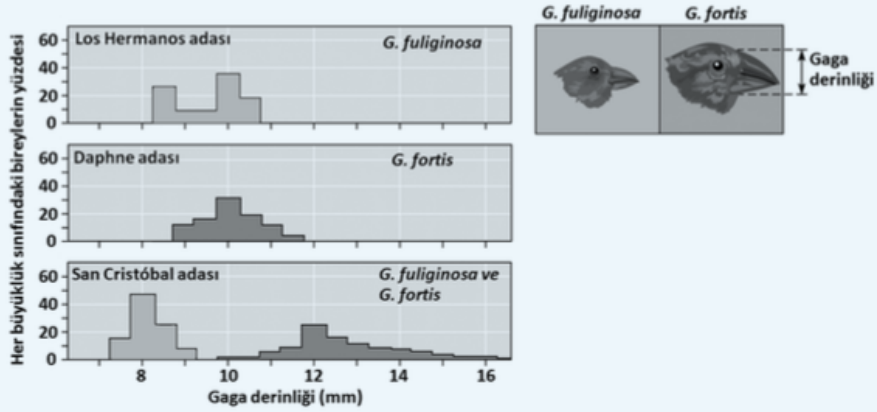 Her büyüklük sınıfındaki bireylerin yüzdesi
Los Hermanos adası
G. fuliginosa
60
40
20
0
Daphne adası
G. fortis
60
40
20
0
San Cristóbal adası
G. fuliginosa ve
G. fortis
60
40
20
0
8 10 12 14 16
Gaga derinliği (mm)
G. fuliginosa G. fortis
Gaga
derinliği